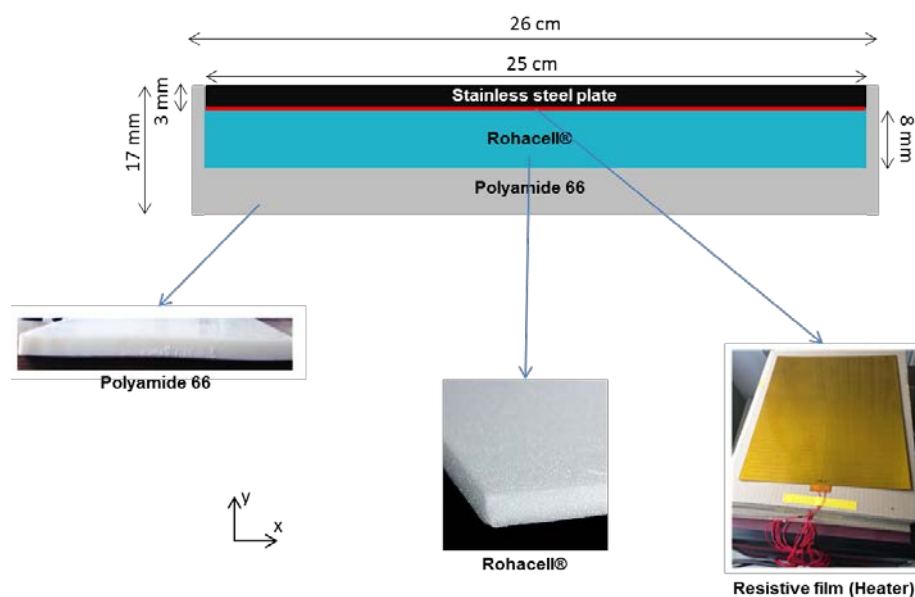 26 cm
25 cm
3 mm
17 mm
Stainless steel plate
Rohacell®
8 mm
Polyamide 66
Polyamide 66
y
x
Rohacell®
Resistive film (Heater)